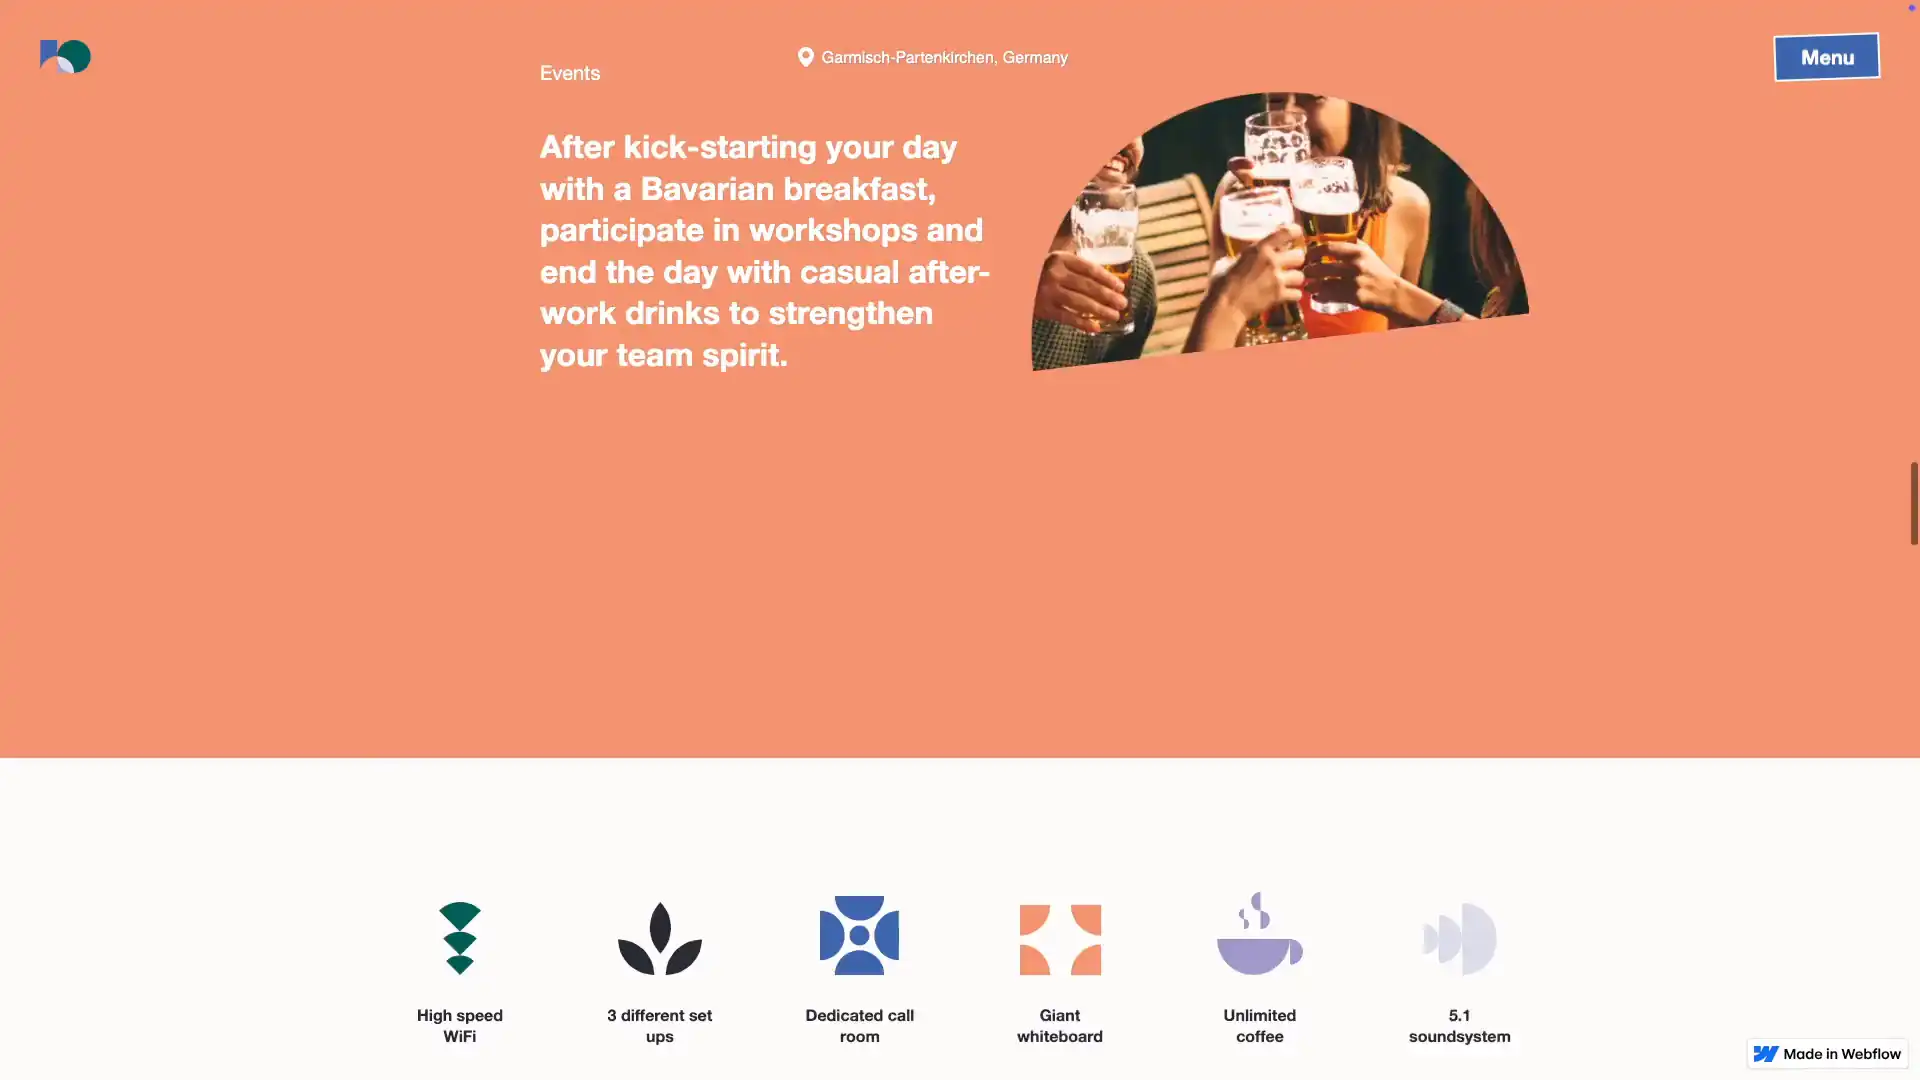 Garmisch-Partenkirchen, Germany
Menu
Events
After kick-starting your day
with a Bavarian breakfast,
participate in workshops and
end the day with casual after-
work drinks to strengthen
your team spirit.
High speed
WiFi
3 different set
ups
Dedicated call
room
Giant
whiteboard
Unlimited
coffee
5.1
soundsystem
Made in Webflow